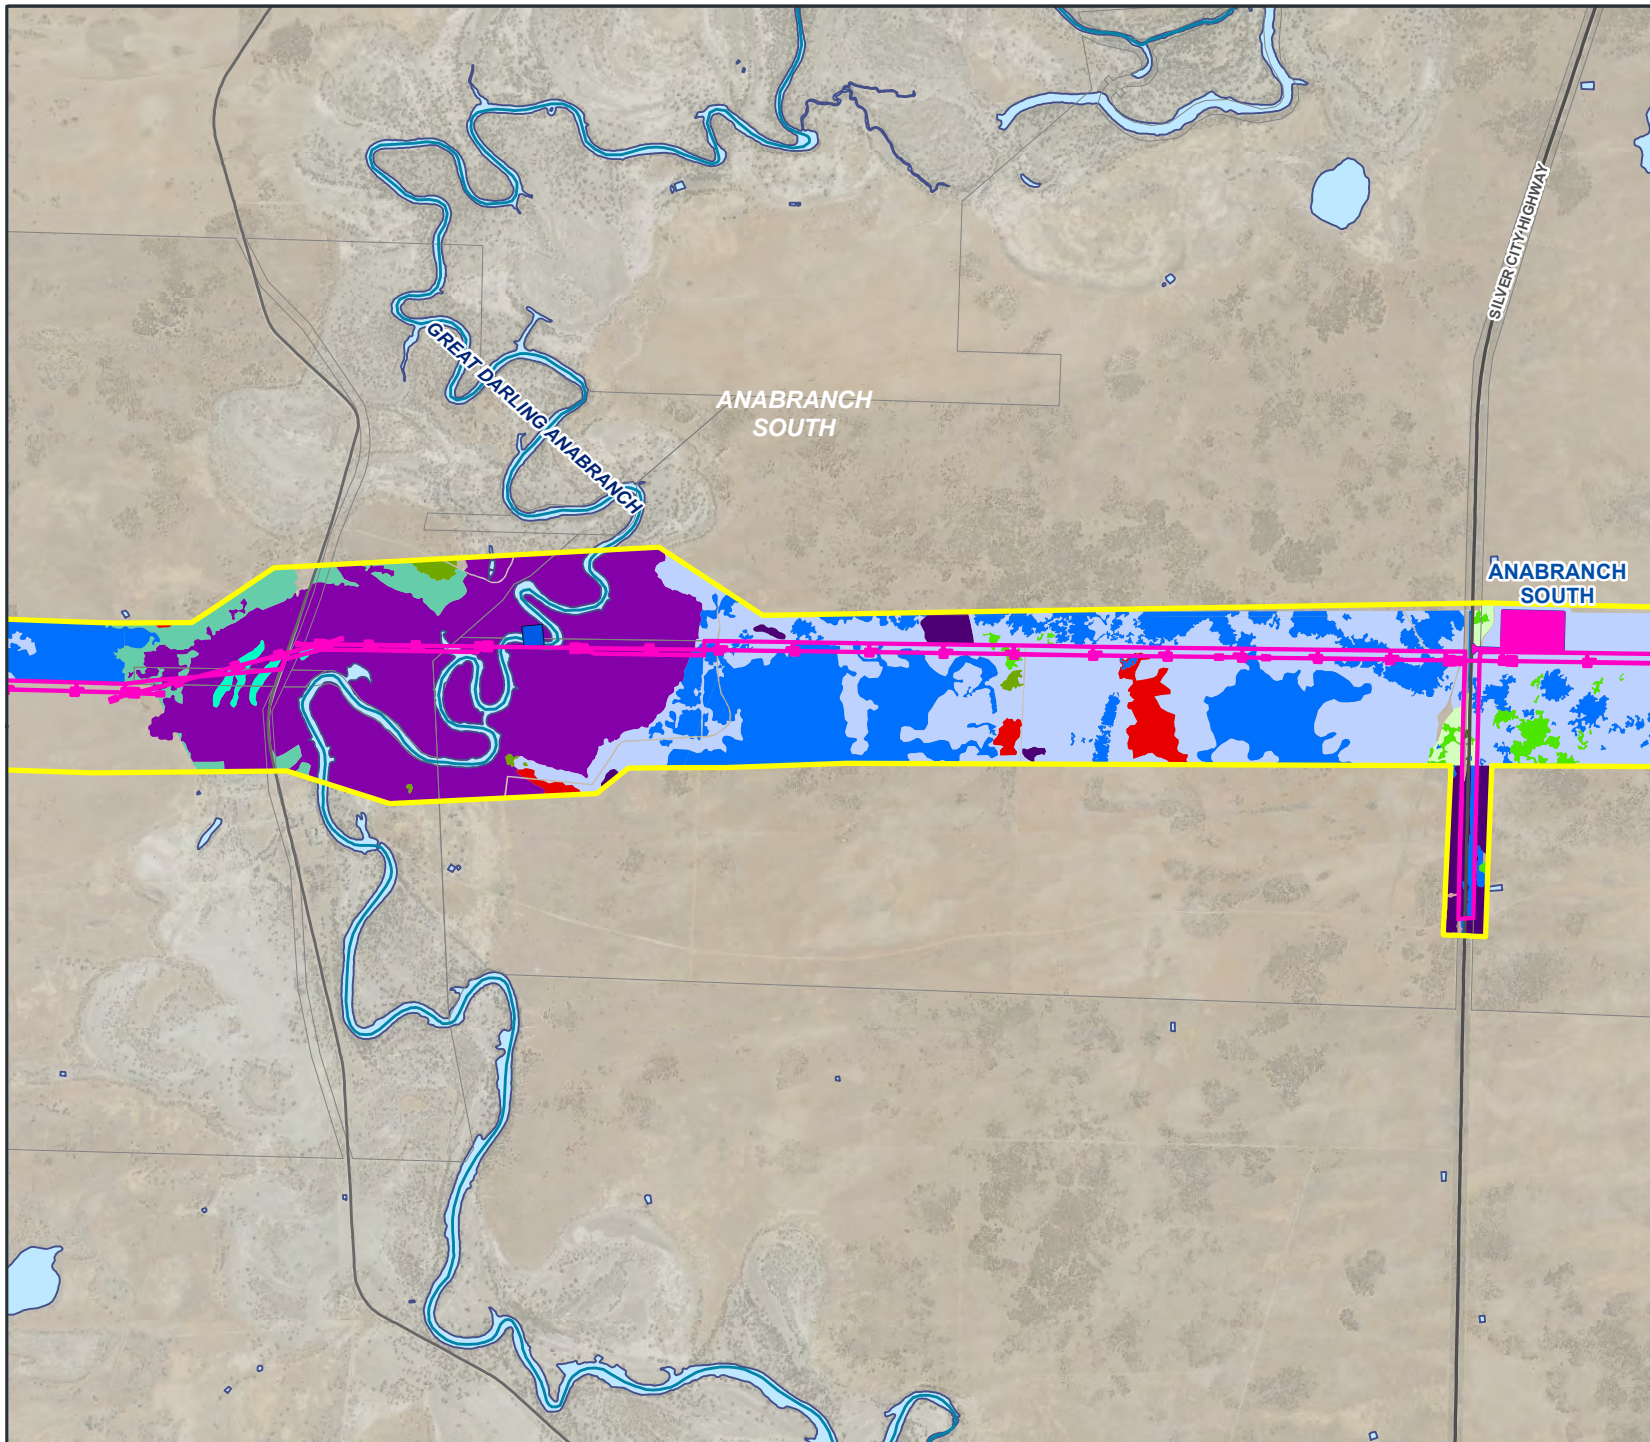 SILVER CITY HIGHWAY
GREAT DARLING ANABRANCH
ANABRANCH
SOUTH
ANABRANCH
SOUTH